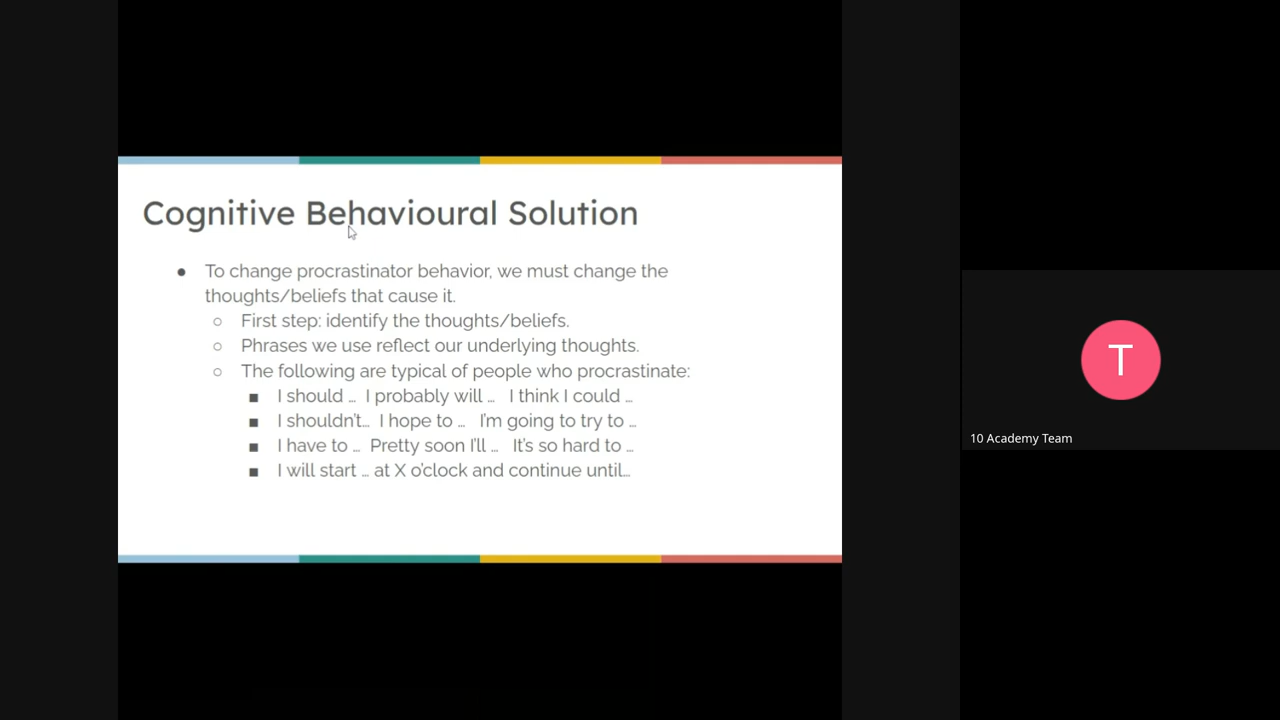 Cognitive Behavioural Solution
● To change procrastinator behavior, we must change the
thoughts/beliefs that cause it.
○ First step: identify the thoughts/beliefs.
○ Phrases we use reflect our underlying thoughts.
○ The following are typical of people who procrastinate:
■ I should … I probably will … I think I could …
■ I shouldn't… I hope to … I'm going to try to …
■ I have to … Pretty soon I'll … It's so hard to …
■ I will start … at X o'clock and continue until…
T
10 Academy Team